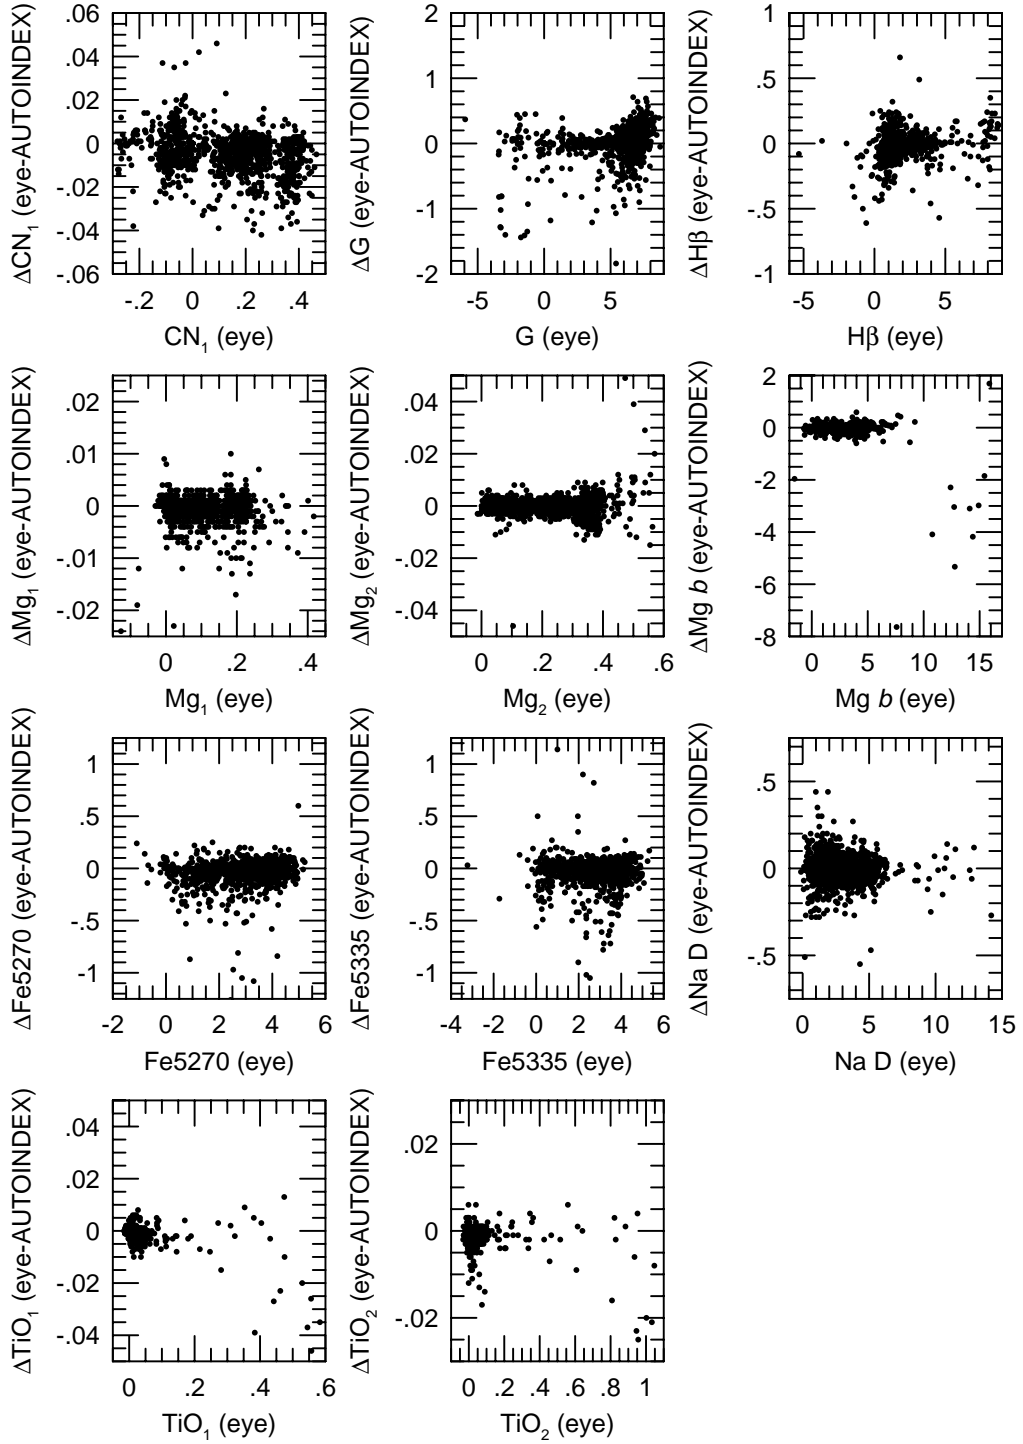 ΔCN₁ (eye-AUTOINDEX)
.06
.04
.02
0
-.02
-.04
-.06
-.2 0 .2 .4
CN₁ (eye)
ΔG (eye-AUTOINDEX)
2
1
0
-1
-2
-5 0 5
G (eye)
ΔHβ (eye-AUTOINDEX)
1
.5
0
-.5
-1
-5 0 5
Hβ (eye)
ΔMg₁ (eye-AUTOINDEX)
.02
.01
0
-.01
-.02
0 .2 .4
Mg₁ (eye)
ΔMg₂ (eye-AUTOINDEX)
.04
.02
0
-.02
-.04
0 .2 .4 .6
Mg₂ (eye)
ΔMg b (eye-AUTOINDEX)
2
0
-2
-4
-6
-8
0 5 10 15
Mg b (eye)
ΔFe5270 (eye-AUTOINDEX)
1
.5
0
-.5
-1
-2 0 2 4 6
Fe5270 (eye)
ΔFe5335 (eye-AUTOINDEX)
1
.5
0
-.5
-1
-4 -2 0 2 4 6
Fe5335 (eye)
ΔNa D (eye-AUTOINDEX)
.5
0
-.5
0 5 10 15
Na D (eye)
ΔTiO₁ (eye-AUTOINDEX)
.04
.02
0
-.02
-.04
0 .2 .4 .6
TiO₁ (eye)
ΔTiO₂ (eye-AUTOINDEX)
.02
0
-.02
0 .2 .4 .6 .8 1
TiO₂ (eye)